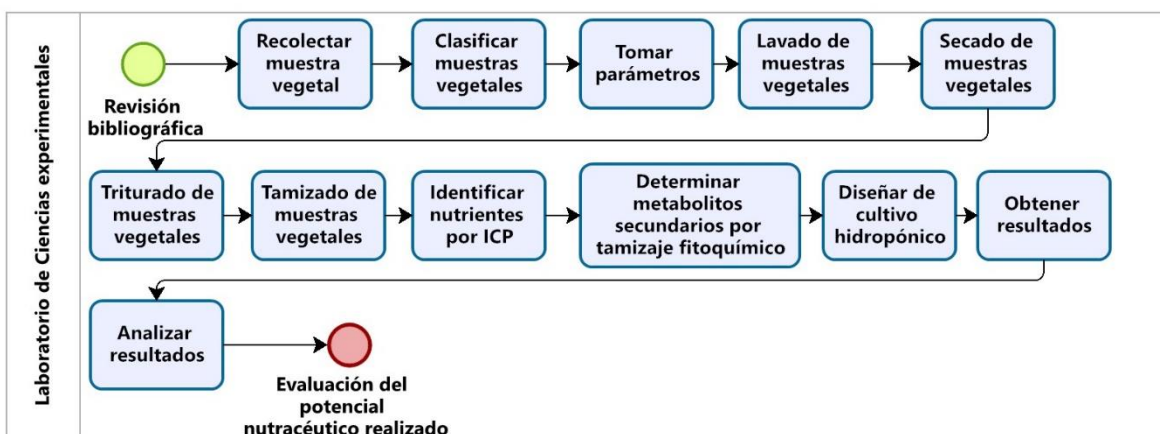 Laboratorio de Ciencias experimentales
Revisión
bibliográfica
Recolectar
muestra
vegetal
Clasificar
muestras
vegetales
Tomar
parámetros
Lavado de
muestras
vegetales
Secado de
muestras
vegetales
Triturado de
muestras
vegetales
Tamizado de
muestras
vegetales
Identificar
nutrientes
por ICP
Determinar
metabolitos
secundarios por
tamizaje fitoquímico
Diseñar de
cultivo
hidropónico
Obtener
resultados
Analizar
resultados
Evaluación del
potencial
nutracéutico realizado